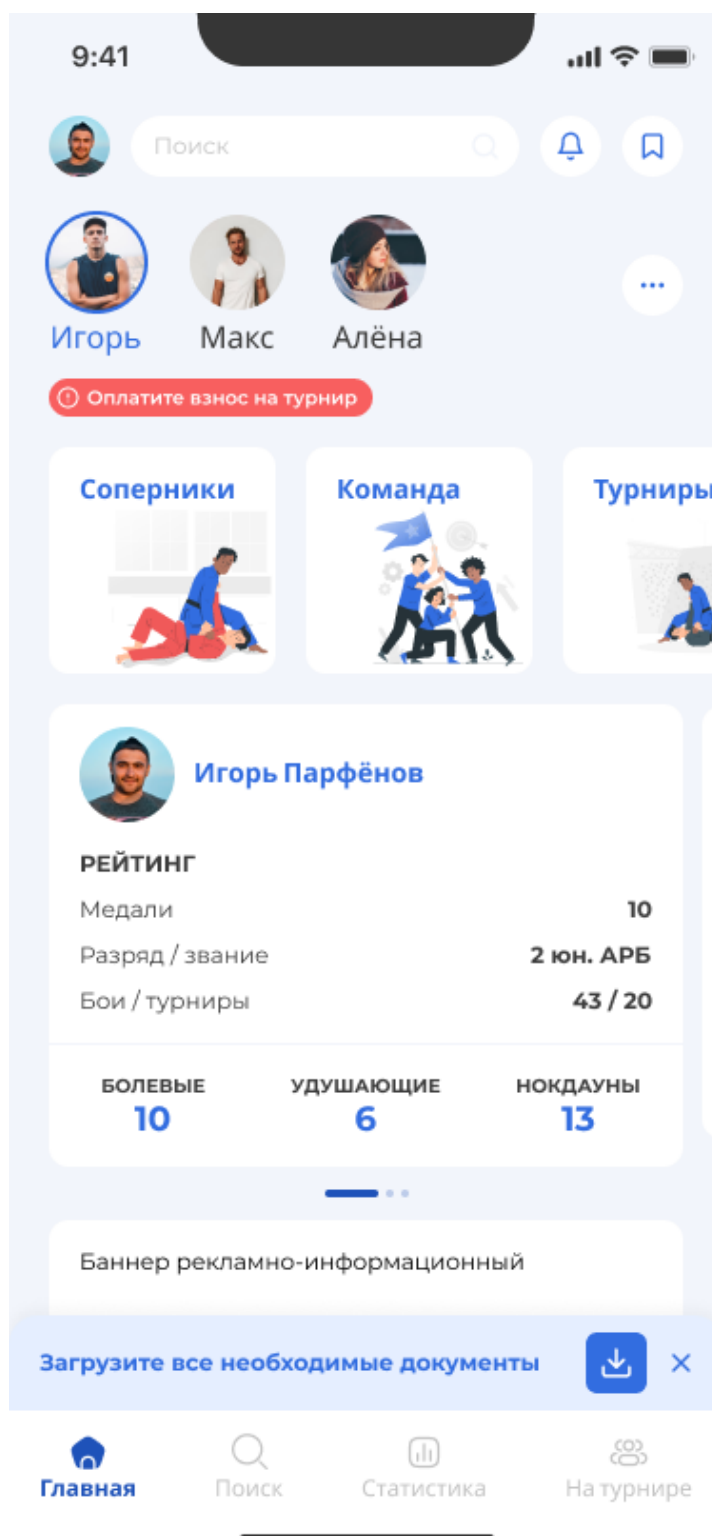 9:41
Поиск
Игорь Макс Алёна
Оплатите взнос на турнир
Соперники Команда Турниры
Игорь Парфёнов
РЕЙТИНГ
Медали 10
Разряд / звание 2 юн. АРБ
Бои / турниры 43 / 20
БОЛЕВЫЕ УДУШАЮЩИЕ НОКДАУНЫ
10 6 13
Баннер рекламно-информационный
Загрузите все необходимые документы
Главная Поиск Статистика На турнире